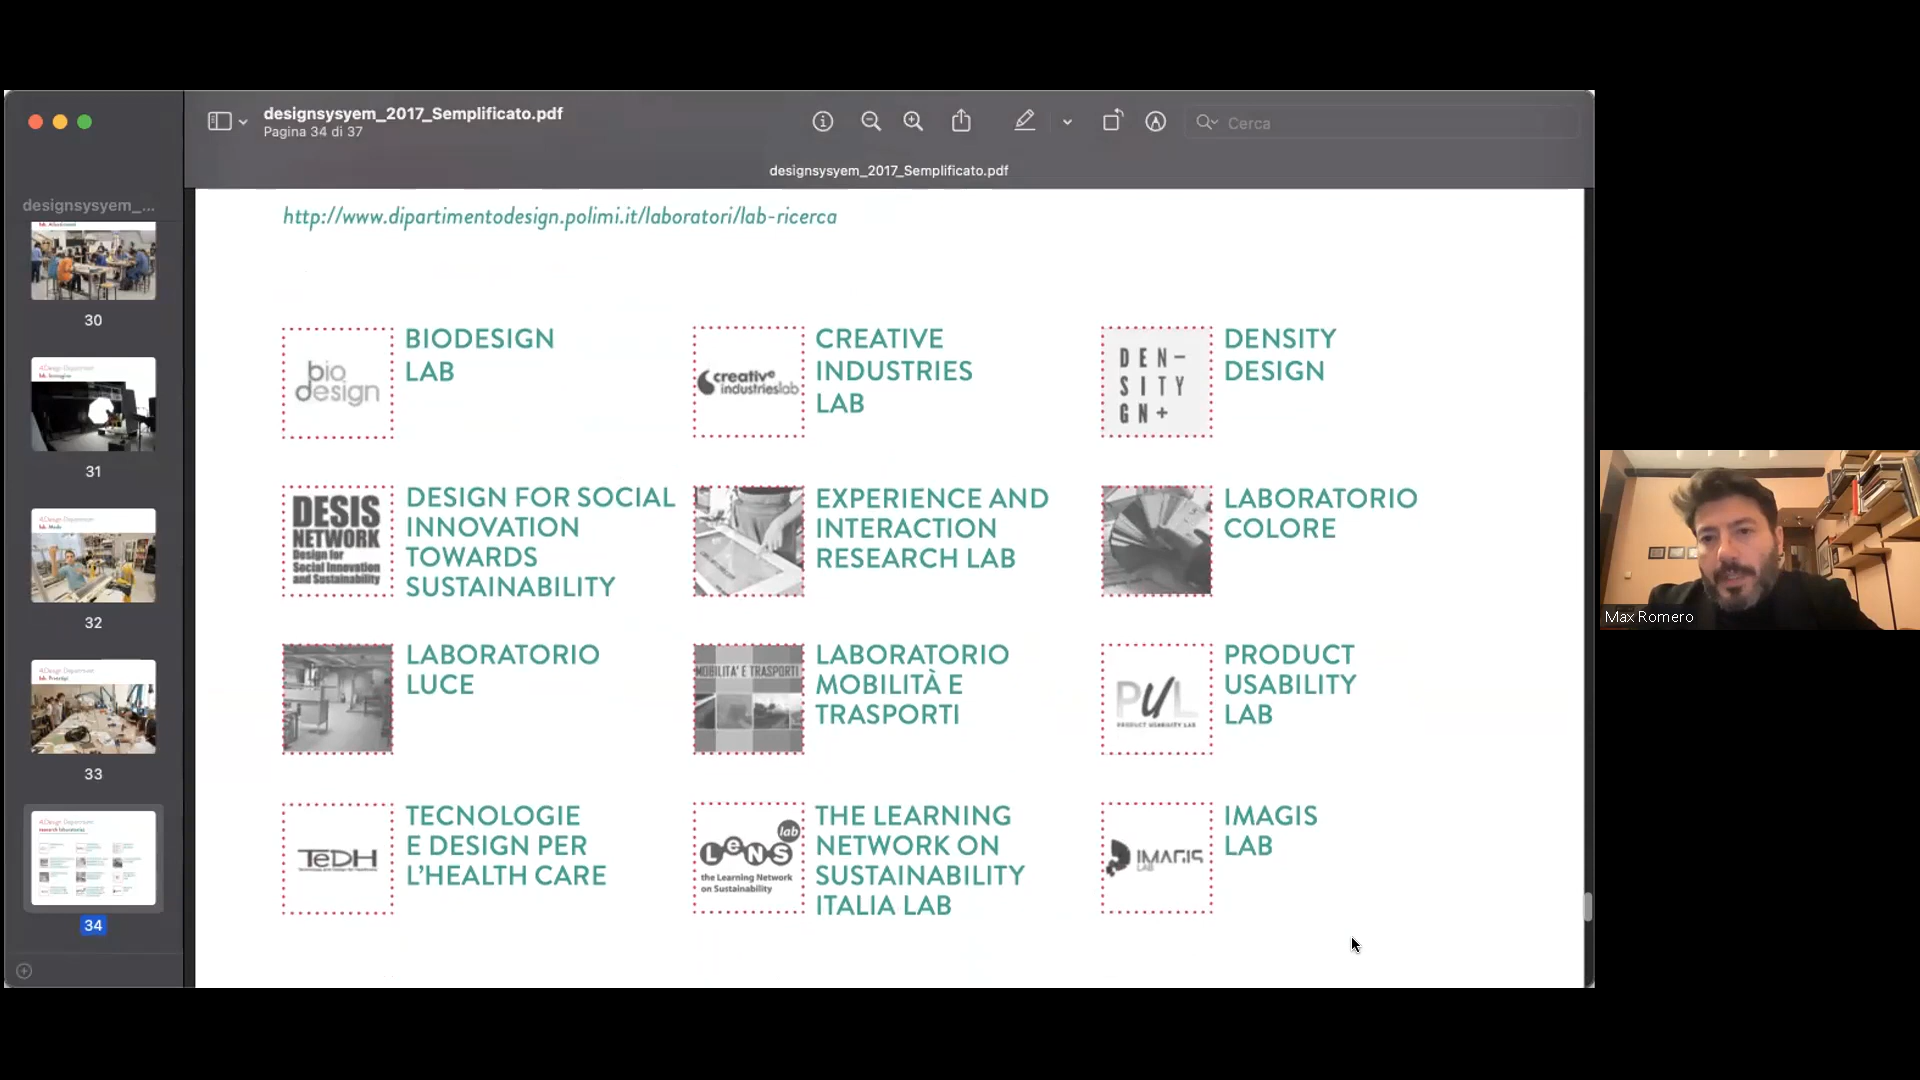 designsysyem_2017_Semplificato.pdf
Pagina 34 di 37
Cerca
designsysyem_2017_Semplificato.pdf
designsysyem_...
30
31
32
33
34
http://www.dipartimentodesign.polimi.it/laboratori/lab-ricerca
bio
design
BIODESIGN
LAB
creative
industrieslab
CREATIVE
INDUSTRIES
LAB
DEN-
SITY
GN+
DENSITY
DESIGN
DESIS
NETWORK
Design for
Social Innovation
and Sustainability
DESIGN FOR SOCIAL
INNOVATION
TOWARDS
SUSTAINABILITY
EXPERIENCE AND
INTERACTION
RESEARCH LAB
LABORATORIO
COLORE
LABORATORIO
LUCE
MOBILITA' E TRASPORTI
LABORATORIO
MOBILITÀ E
TRASPORTI
PUL
PRODUCT USABILITY LAB
PRODUCT
USABILITY
LAB
TeDH
TECNOLOGIE
E DESIGN PER
L'HEALTH CARE
LeNS lab
the Learning Network
on Sustainability
THE LEARNING
NETWORK ON
SUSTAINABILITY
ITALIA LAB
IMAGIS
LAB
IMAGIS
LAB
Max Romero